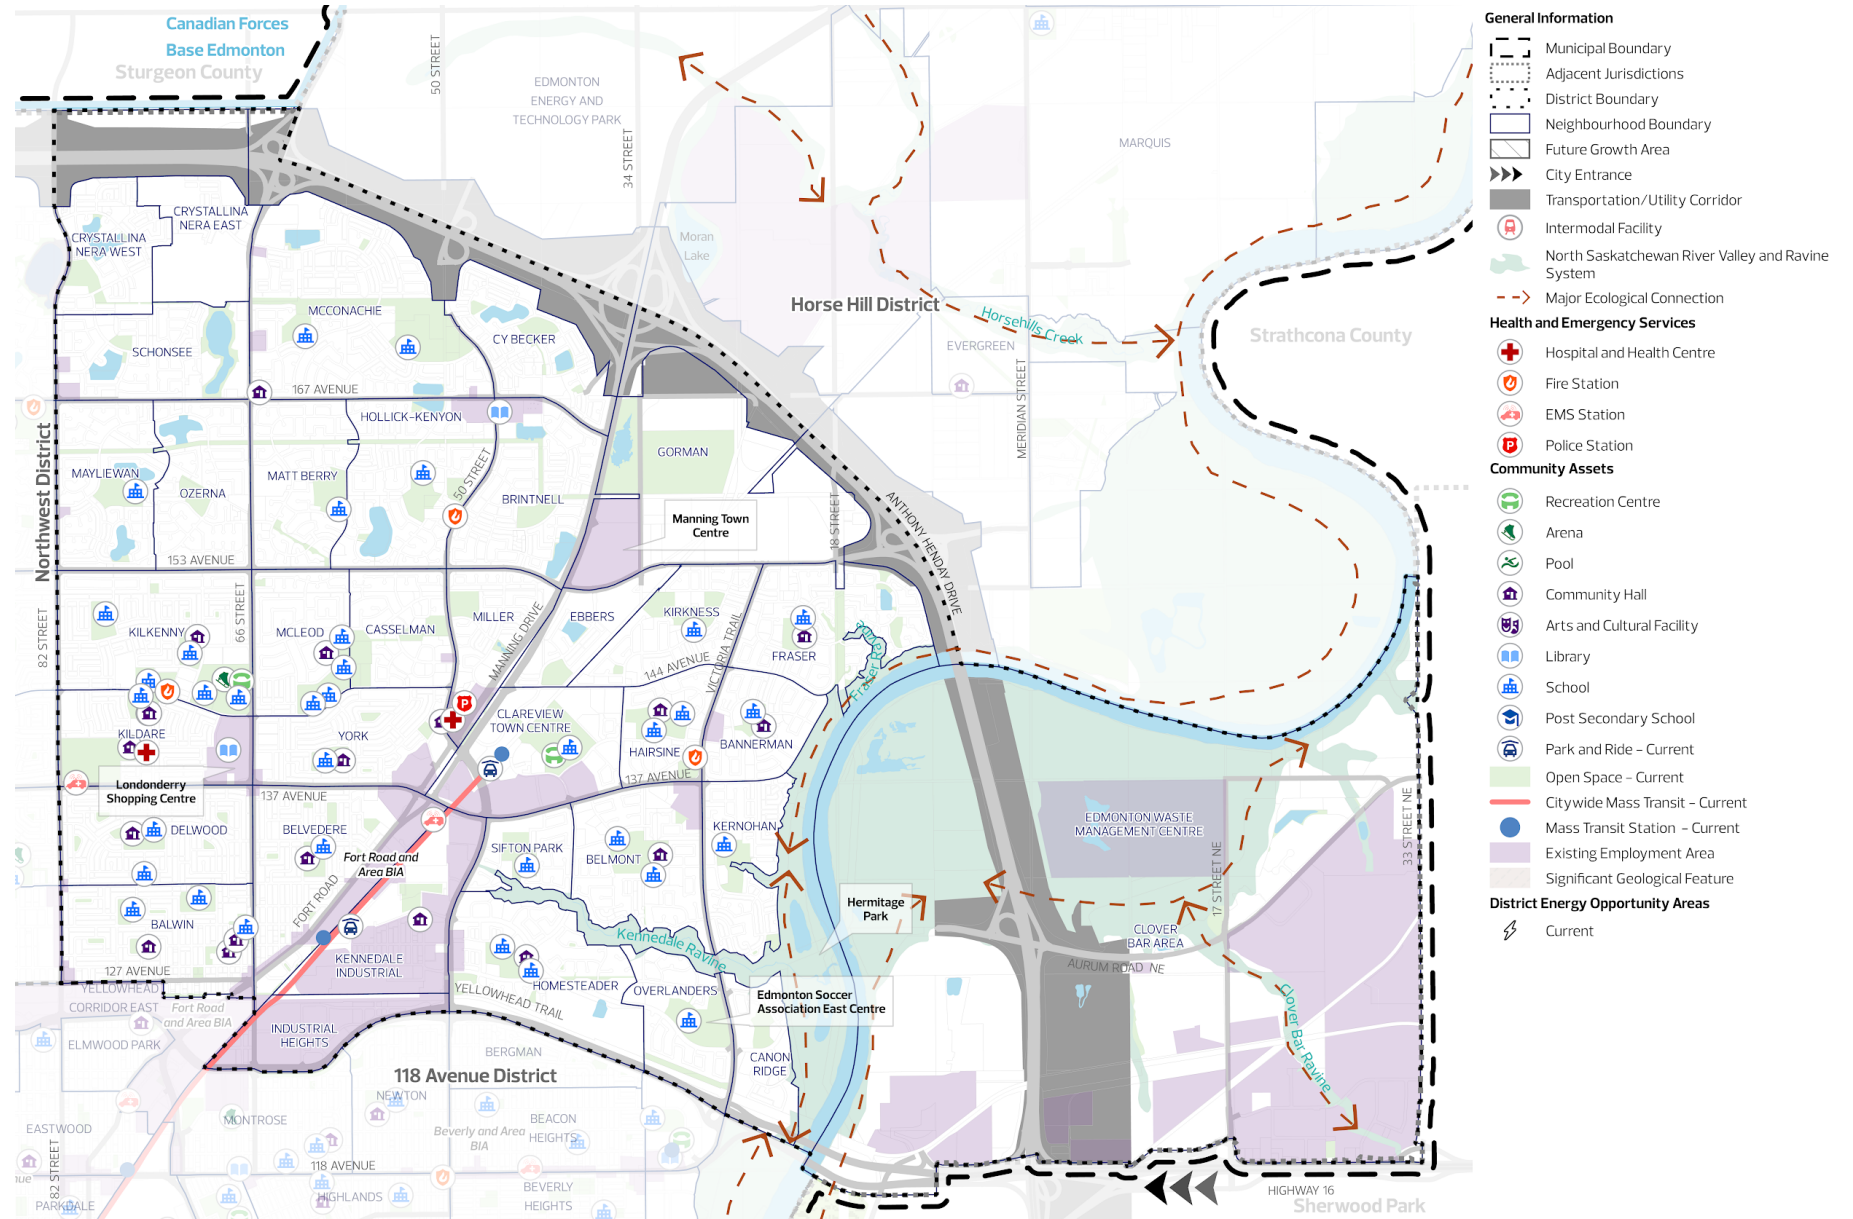 Canadian Forces
Base Edmonton
Sturgeon County
50 STREET
EDMONTON
ENERGY AND
TECHNOLOGY PARK
34 STREET
MARQUIS
CRYSTALLINA
NERA EAST
CRYSTALLINA
NERA WEST
Moran
Lake
Horse Hill District
Horsehills Creek
Strathcona County
MCCONACHIE
CY BECKER
SCHONSEE
EVERGREEN
MERIDIAN STREET
167 AVENUE
HOLLICK-KENYON
Northwest District
GORMAN
MAYLIEWAN
OZERNA
MATT BERRY
50 STREET
BRINTNELL
Manning Town
Centre
18 STREET
ANTHONY HENDAY DRIVE
153 AVENUE
82 STREET
66 STREET
KILKENNY
MCLEOD
CASSELMAN
MILLER
MANNING DRIVE
EBBERS
KIRKNESS
VICTORIA TRAIL
FRASER
Fraser Ravine
144 AVENUE
KILDARE
YORK
CLAREVIEW
TOWN CENTRE
HAIRSINE
BANNERMAN
137 AVENUE
Londonderry
Shopping Centre
137 AVENUE
DELWOOD
BELVEDERE
Fort Road and
Area BIA
SIFTON PARK
BELMONT
KERNOHAN
EDMONTON WASTE
MANAGEMENT CENTRE
33 STREET NE
17 STREET NE
FORT ROAD
BALWIN
Hermitage
Park
CLOVER
BAR AREA
AURUM ROAD NE
Kennedale Ravine
KENNEDALE
INDUSTRIAL
127 AVENUE
YELLOWHEAD
CORRIDOR EAST
Fort Road
and Area BIA
HOMESTEADER
YELLOWHEAD TRAIL
OVERLANDERS
Edmonton Soccer
Association East Centre
Clover Bar Ravine
ELMWOOD PARK
INDUSTRIAL
HEIGHTS
BERGMAN
CANON
RIDGE
118 Avenue District
NEWTON
MONTROSE
EASTWOOD
Beverly and Area
BIA
BEACON
HEIGHTS
82 STREET
118 AVENUE
HIGHLANDS
PARKDALE
BEVERLY
HEIGHTS
HIGHWAY 16
Sherwood Park
General Information
Municipal Boundary
Adjacent Jurisdictions
District Boundary
Neighbourhood Boundary
Future Growth Area
City Entrance
Transportation/Utility Corridor
Intermodal Facility
North Saskatchewan River Valley and Ravine
System
Major Ecological Connection
Health and Emergency Services
Hospital and Health Centre
Fire Station
EMS Station
Police Station
Community Assets
Recreation Centre
Arena
Pool
Community Hall
Arts and Cultural Facility
Library
School
Post Secondary School
Park and Ride - Current
Open Space - Current
Citywide Mass Transit - Current
Mass Transit Station - Current
Existing Employment Area
Significant Geological Feature
District Energy Opportunity Areas
Current